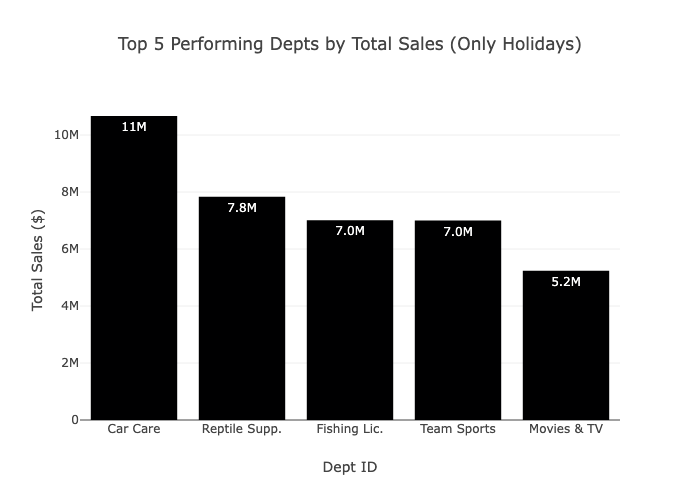 Top 5 Performing Depts by Total Sales (Only Holidays)
Total Sales ($)
10M
8M
6M
4M
2M
0
11M
7.8M
7.0M
7.0M
5.2M
Car Care
Reptile Supp.
Fishing Lic.
Team Sports
Movies & TV
Dept ID